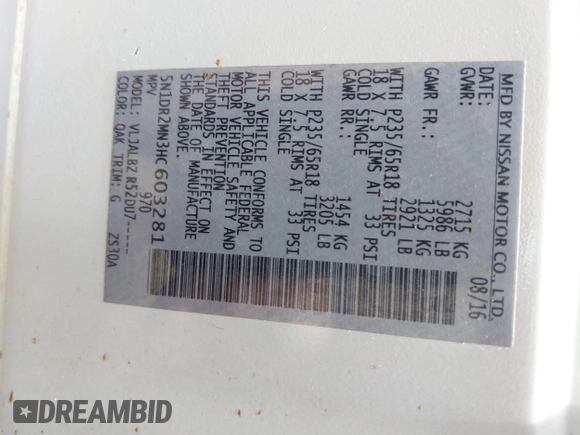 MFD BY NISSAN MOTOR CO., LTD.
DATE: 08/16
GVWR: 2715 KG
5986 LB
GAWR FR.: 1325 KG
2921 LB
WITH P235/65R18 TIRES
18 X 7.5 RIMS AT 33 PSI
COLD SINGLE
GAWR RR: 1454 KG
3205 LB
WITH P235/65R18 TIRES
18 X 7.5 RIMS AT 33 PSI
COLD SINGLE
THIS VEHICLE CONFORMS TO
ALL APPLICABLE FEDERAL
MOTOR VEHICLE SAFETY AND
THEFT PREVENTION
STANDARDS IN EFFECT ON
THE DATE OF MANUFACTURE
SHOWN ABOVE.
5N1DR2MN3HC603281
MPV 970
MODEL: VLJALBZ R52DU7-----
COLOR: QAK TRIM: G ZS30A
DREAMBID